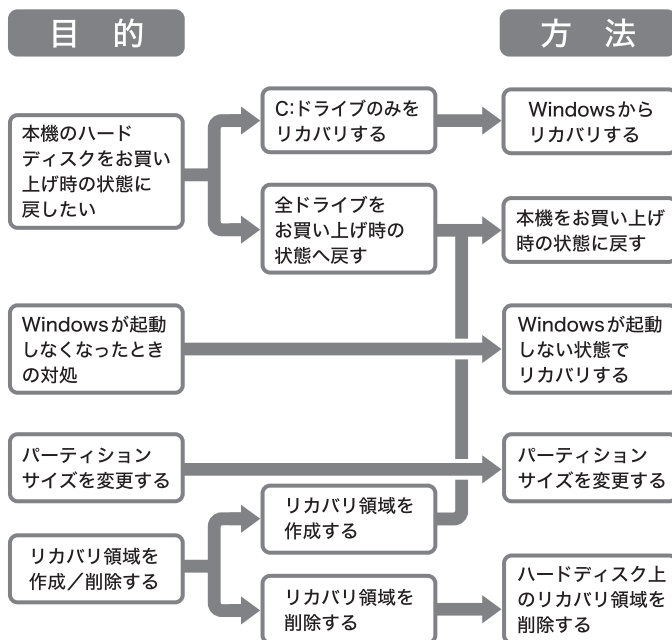 目　的
方　法
本機のハード
ディスクをお買い
上げ時の状態に
戻したい
C:ドライブのみを
リカバリする
Windowsから
リカバリする
全ドライブを
お買い上げ時の
状態へ戻す
本機をお買い上げ
時の状態に戻す
Windowsが起動
しなくなったとき
の対処
Windowsが起動
しない状態で
リカバリする
パーティション
サイズを変更する
パーティション
サイズを変更する
リカバリ領域を
作成／削除する
リカバリ領域を
作成する
リカバリ領域を
削除する
ハードディスク上
のリカバリ領域を
削除する